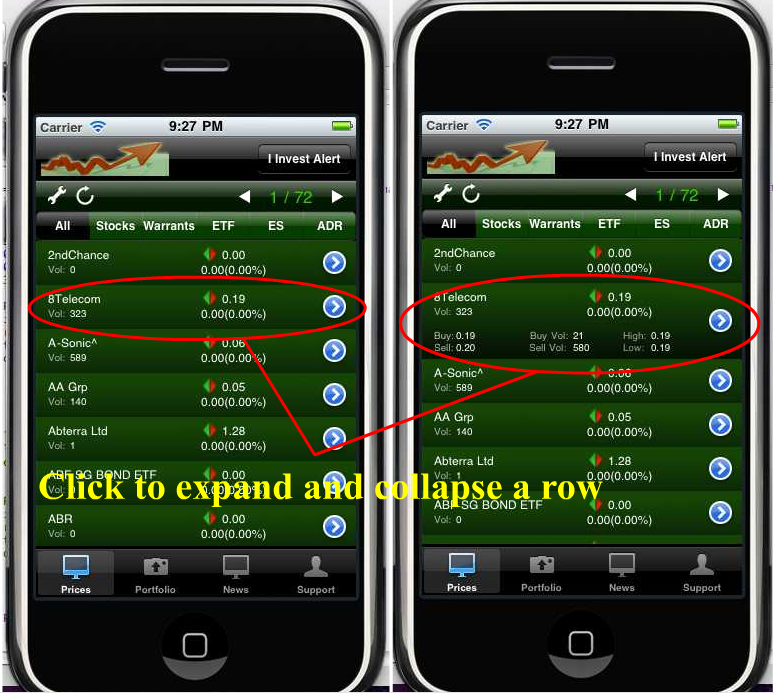 Carrier 9:27 PM
I Invest Alert
1 / 72
All Stocks Warrants ETF ES ADR
2ndChance 0.00
Vol: 0 0.00(0.00%)
8Telecom 0.19
Vol: 323 0.00(0.00%)
A-Sonic^ 0.06
Vol: 589 0.00(0.00%)
AA Grp 0.05
Vol: 140 0.00(0.00%)
Abterra Ltd 1.28
Vol: 1 0.00(0.00%)
ABF SG BOND ETF 0.00
Vol: 0.00(0.00%)
ABR 0.00
Vol: 0 0.00(0.00%)
Prices Portfolio News Support
Carrier 9:27 PM
I Invest Alert
1 / 72
All Stocks Warrants ETF ES ADR
2ndChance 0.00
Vol: 0 0.00(0.00%)
8Telecom 0.19
Vol: 323 0.00(0.00%)
Buy: 0.19 Buy Vol: 21 High: 0.19
Sell: 0.20 Sell Vol: 580 Low: 0.19
A-Sonic^ 0.06
Vol: 589 0.00(0.00%)
AA Grp 0.05
Vol: 140 0.00(0.00%)
Abterra Ltd 1.28
Vol: 1 0.00(0.00%)
ABF SG BOND ETF 0.00
Vol: 0 0.00(0.00%)
Prices Portfolio News Support
Click to expand and collapse a row